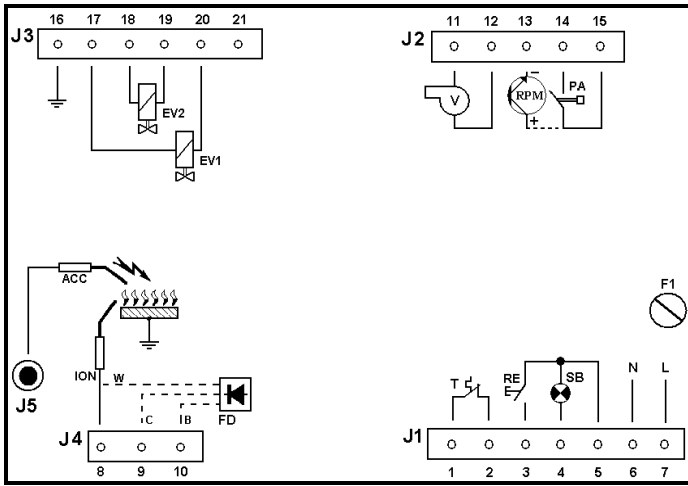 16 17 18 19 20 21
J3
EV2
EV1
11 12 13 14 15
J2
V
RPM
PA
− 
+
ACC
ION
W
J5
C
B
FD
J4
8 9 10
F1
T
RE
SB
N
L
J1
1 2 3 4 5 6 7